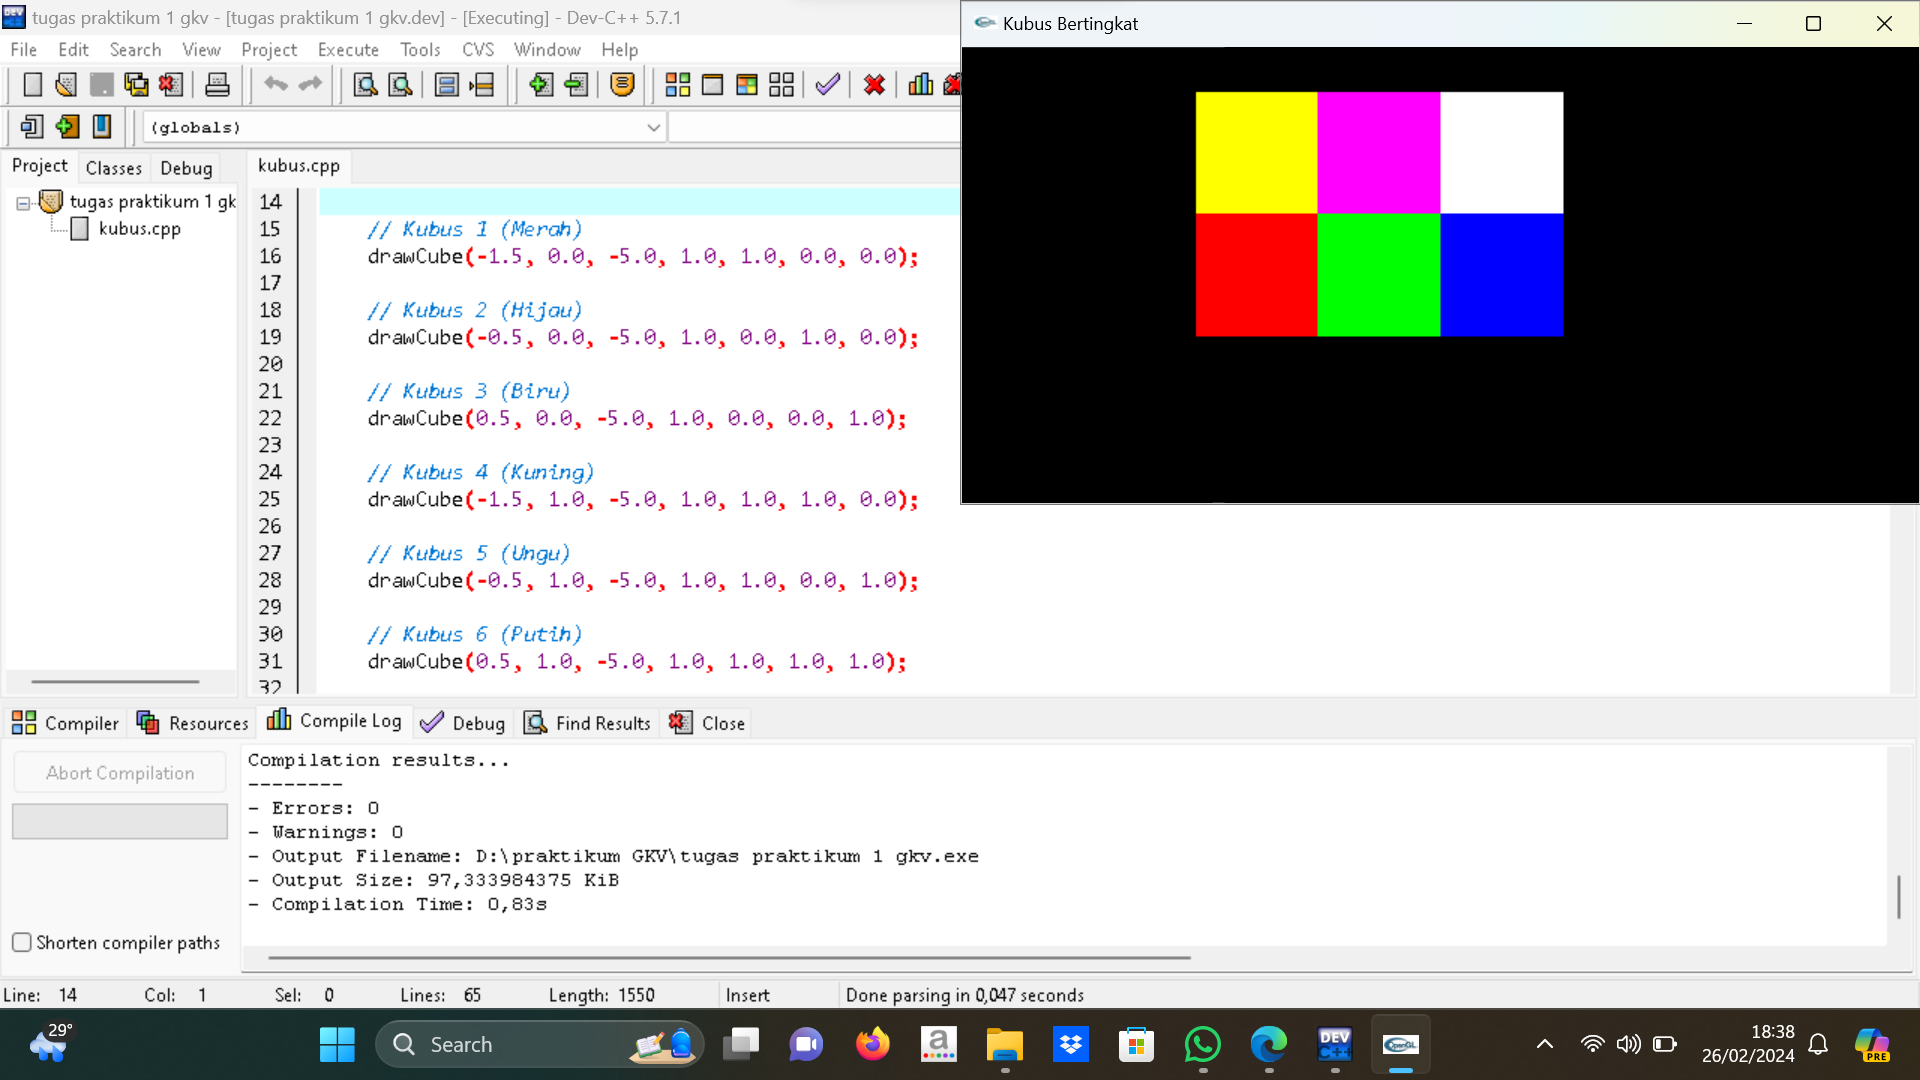 tugas praktikum 1 gkv - [tugas praktikum 1 gkv.dev] - [Executing] - Dev-C++ 5.7.1
File Edit Search View Project Execute Tools CVS Window Help
(globals)
Project Classes Debug
tugas praktikum 1 gk
kubus.cpp
kubus.cpp
14
15 // Kubus 1 (Merah)
16 drawCube(-1.5, 0.0, -5.0, 1.0, 1.0, 0.0, 0.0);
17
18 // Kubus 2 (Hijau)
19 drawCube(-0.5, 0.0, -5.0, 1.0, 0.0, 1.0, 0.0);
20
21 // Kubus 3 (Biru)
22 drawCube(0.5, 0.0, -5.0, 1.0, 0.0, 0.0, 1.0);
23
24 // Kubus 4 (Kuning)
25 drawCube(-1.5, 1.0, -5.0, 1.0, 1.0, 1.0, 0.0);
26
27 // Kubus 5 (Ungu)
28 drawCube(-0.5, 1.0, -5.0, 1.0, 1.0, 0.0, 1.0);
29
30 // Kubus 6 (Putih)
31 drawCube(0.5, 1.0, -5.0, 1.0, 1.0, 1.0, 1.0);
32
Kubus Bertingkat
Compiler Resources Compile Log Debug Find Results Close
Abort Compilation
Shorten compiler paths
Compilation results...
--------
- Errors: 0
- Warnings: 0
- Output Filename: D:\praktikum GKV\tugas praktikum 1 gkv.exe
- Output Size: 97,333984375 KiB
- Compilation Time: 0,83s
Line: 14 Col: 1 Sel: 0 Lines: 65 Length: 1550 Insert Done parsing in 0,047 seconds
29°
Search
a
DEV
C++
OpenGL
18:38
26/02/2024
PRE